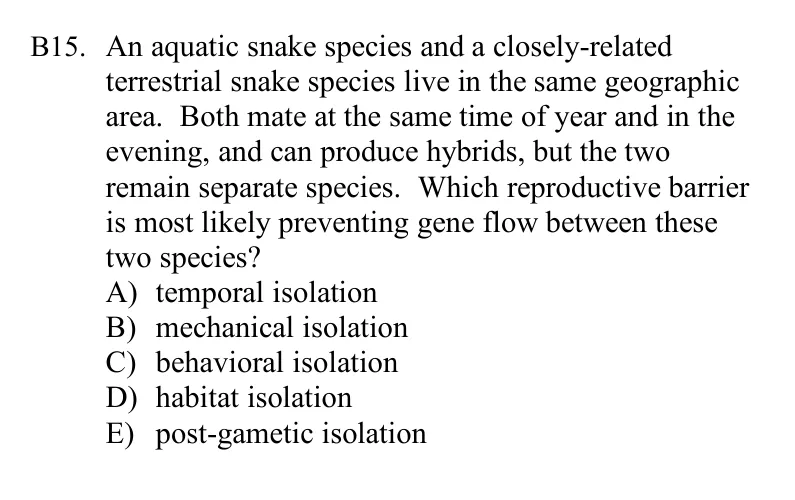 B15. An aquatic snake species and a closely-related
terrestrial snake species live in the same geographic
area.  Both mate at the same time of year and in the
evening, and can produce hybrids, but the two
remain separate species.  Which reproductive barrier
is most likely preventing gene flow between these
two species?
A) temporal isolation
B) mechanical isolation
C) behavioral isolation
D) habitat isolation
E) post-gametic isolation